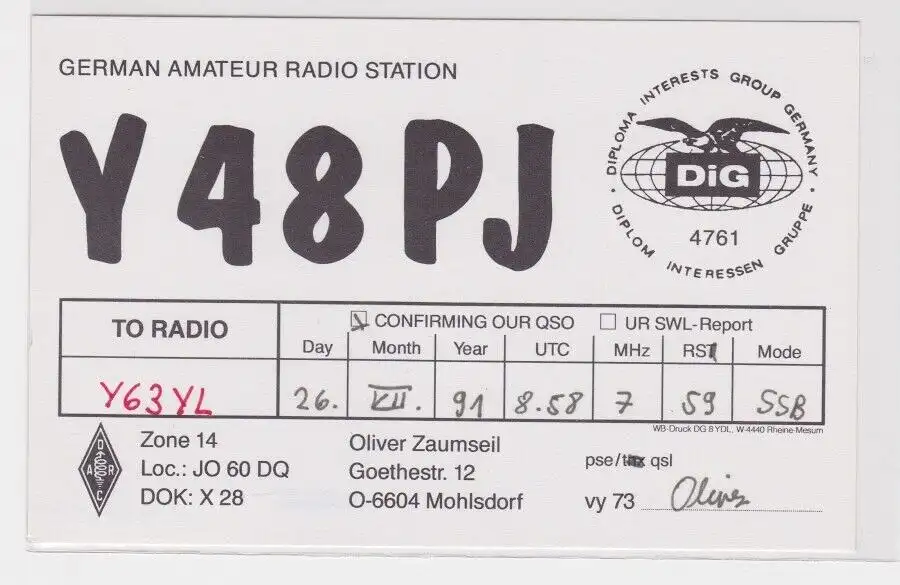 GERMAN AMATEUR RADIO STATION
Y48PJ
DIPLOMA INTERESTS GROUP GERMANY
DiG
4761
DIPLOM INTERESSEN GRUPPE
TO RADIO
CONFIRMING OUR QSO UR SWL-Report
Day Month Year UTC MHz RST Mode
Y63YL 26. VII. 91 8.58 7 59 SSB
WB-Druck DG 8 YDL, W-4440 Rheine-Mesum
DARC
Zone 14
Loc.: JO 60 DQ
DOK: X 28
Oliver Zaumseil
Goethestr. 12
O-6604 Mohlsdorf
pse/tnx qsl
vy 73 Oliver